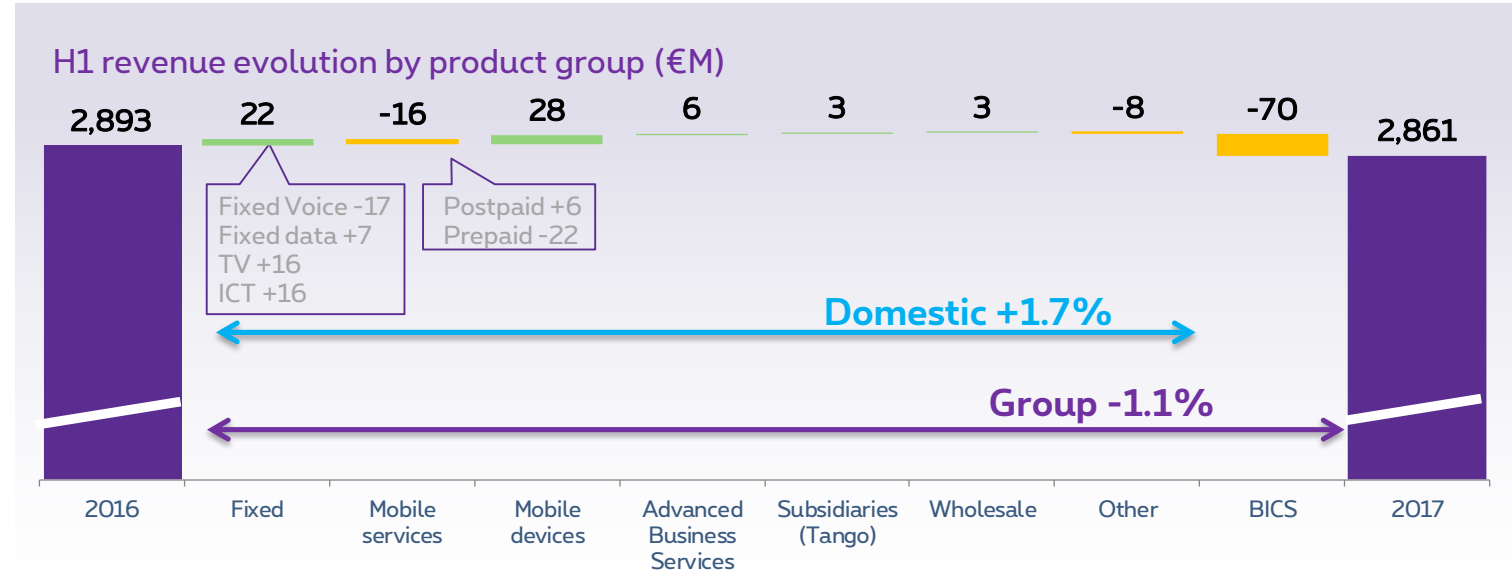 H1 revenue evolution by product group (€M)
2,893
22
-16
28
6
3
3
-8
-70
2,861
Fixed Voice -17
Fixed data +7
TV +16
ICT +16
Postpaid +6
Prepaid -22
Domestic +1.7%
Group -1.1%
2016
Fixed
Mobile
services
Mobile
devices
Advanced
Business
Services
Subsidiaries
(Tango)
Wholesale
Other
BICS
2017